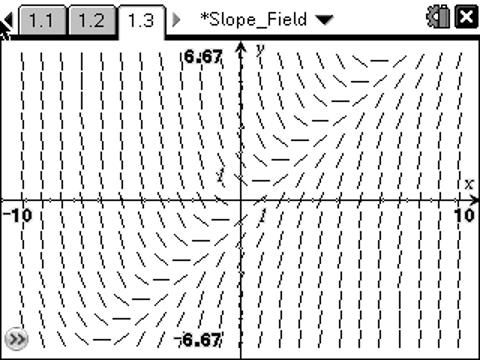 1.1 1.2 1.3 *Slope_Field
6.67 y
1
x
-10 1 10
-6.67